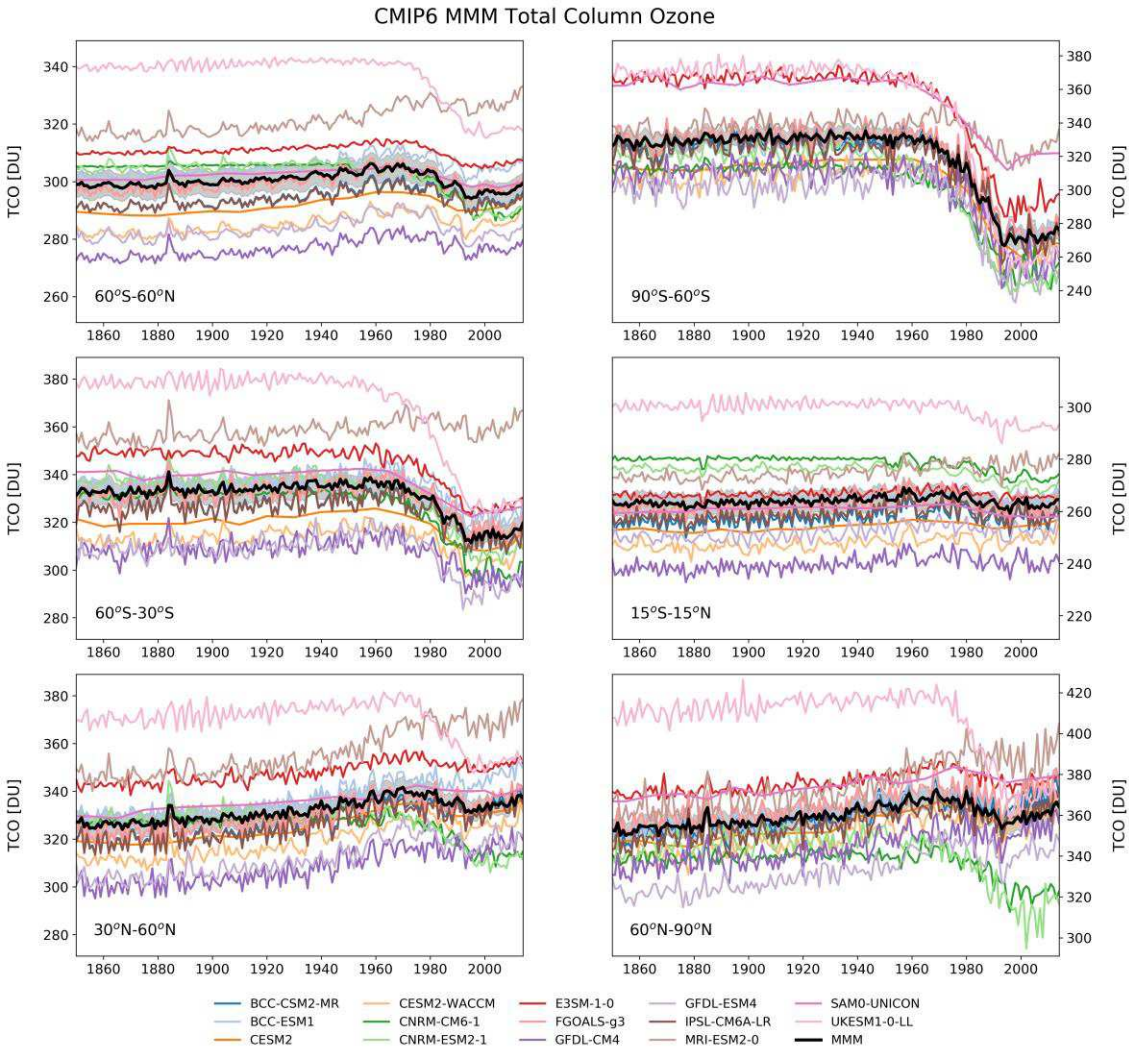 CMIP6 MMM Total Column Ozone
TCO [DU]
340
320
300
280
260
60°S-60°N
1860 1880 1900 1920 1940 1960 1980 2000
380
360
340
320
300
280
260
240
TCO [DU]
90°S-60°S
1860 1880 1900 1920 1940 1960 1980 2000
TCO [DU]
380
360
340
320
300
280
60°S-30°S
1860 1880 1900 1920 1940 1960 1980 2000
300
280
260
240
220
TCO [DU]
15°S-15°N
1860 1880 1900 1920 1940 1960 1980 2000
TCO [DU]
380
360
340
320
300
280
30°N-60°N
1860 1880 1900 1920 1940 1960 1980 2000
420
400
380
360
340
320
300
TCO [DU]
60°N-90°N
1860 1880 1900 1920 1940 1960 1980 2000
BCC-CSM2-MR CESM2-WACCM E3SM-1-0 GFDL-ESM4 SAM0-UNICON
BCC-ESM1 CNRM-CM6-1 FGOALS-g3 IPSL-CM6A-LR UKESM1-0-LL
CESM2 CNRM-ESM2-1 GFDL-CM4 MRI-ESM2-0 MMM